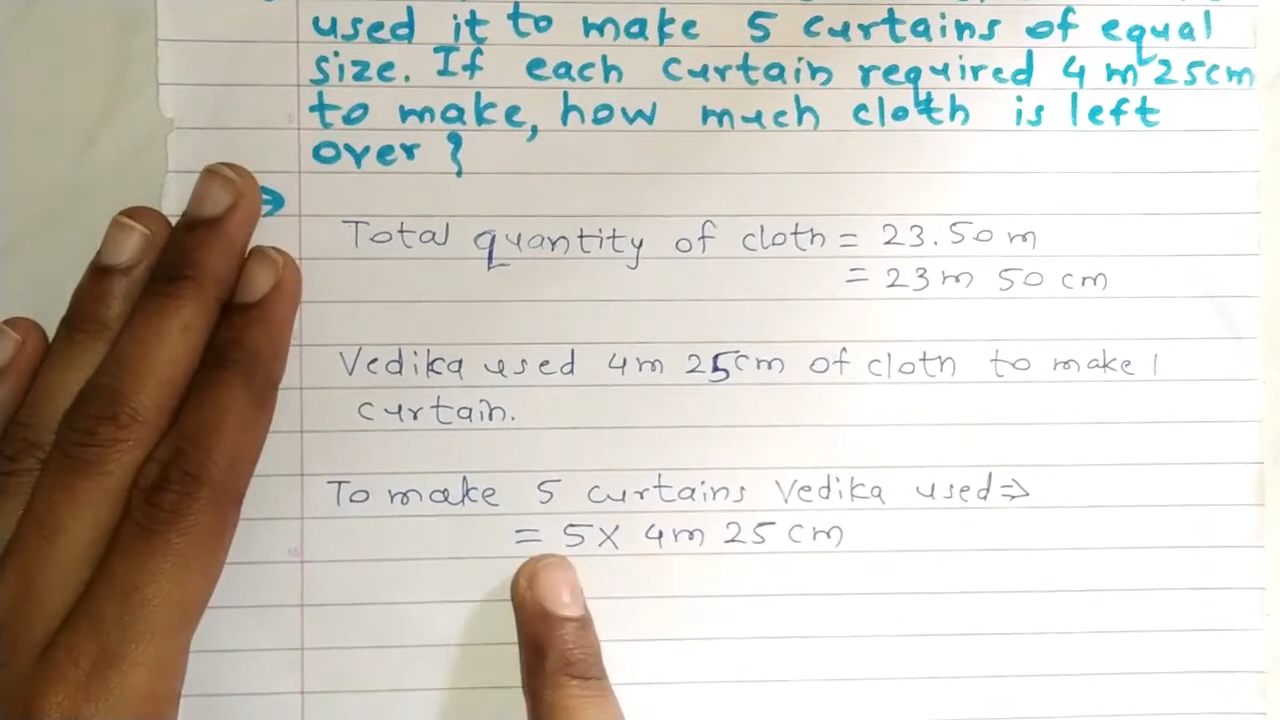 used it to make 5 curtains of equal
size. If each curtain required 4 m 25cm
to make, how much cloth is left
over ?
⇒
Total quantity of cloth = 23.50 m
= 23 m 50 cm
Vedika used 4m 25cm of cloth to make 1
curtain.
To make 5 curtains Vedika used ⇒
= 5 X 4m 25 cm